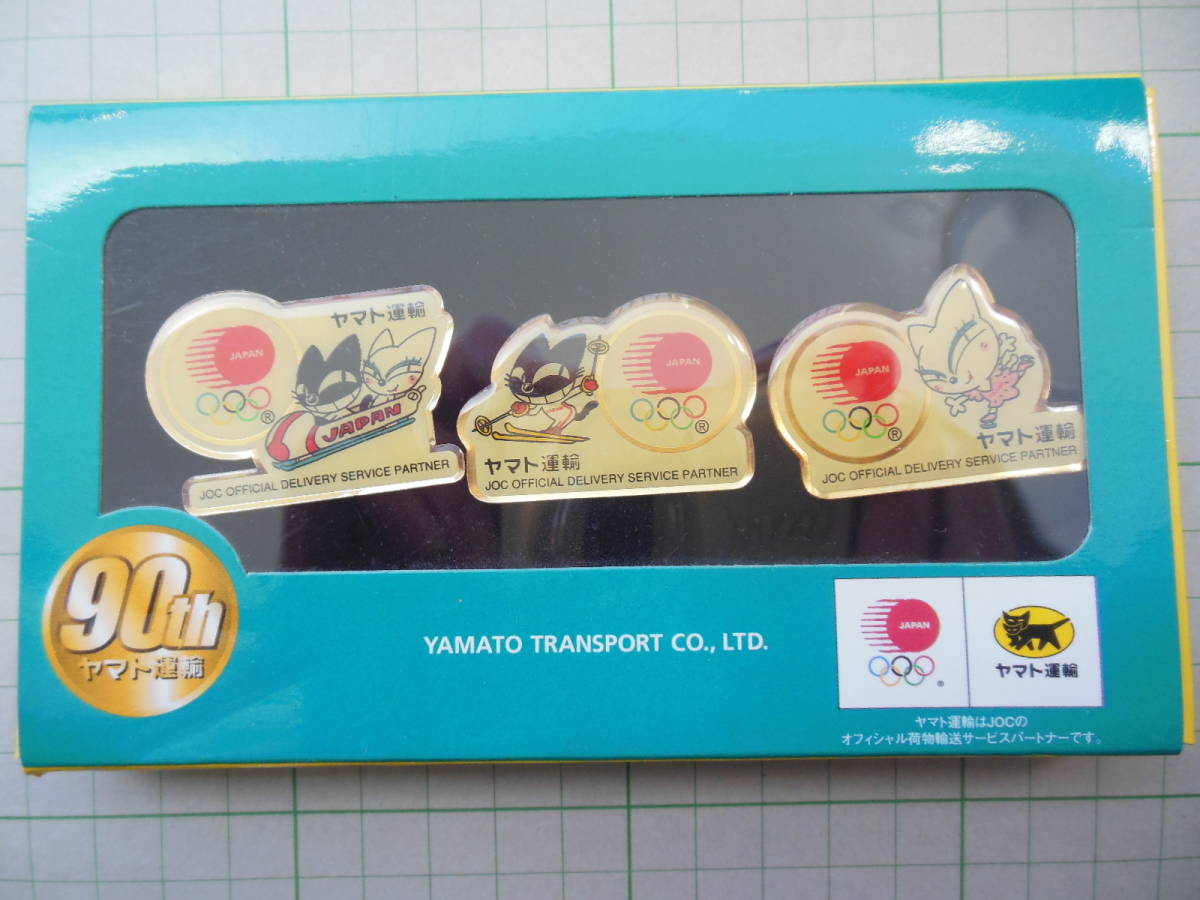 JAPAN
®
ヤマト運輸
JAPAN
JOC OFFICIAL DELIVERY SERVICE PARTNER
JAPAN
JAPAN
®
ヤマト運輸
JOC OFFICIAL DELIVERY SERVICE PARTNER
JAPAN
®
ヤマト運輸
JOC OFFICIAL DELIVERY SERVICE PARTNER
90th
ヤマト運輸
YAMATO TRANSPORT CO., LTD.
JAPAN
®
ヤマト運輸
ヤマト運輸はJOCの
オフィシャル荷物輸送サービスパートナーです。